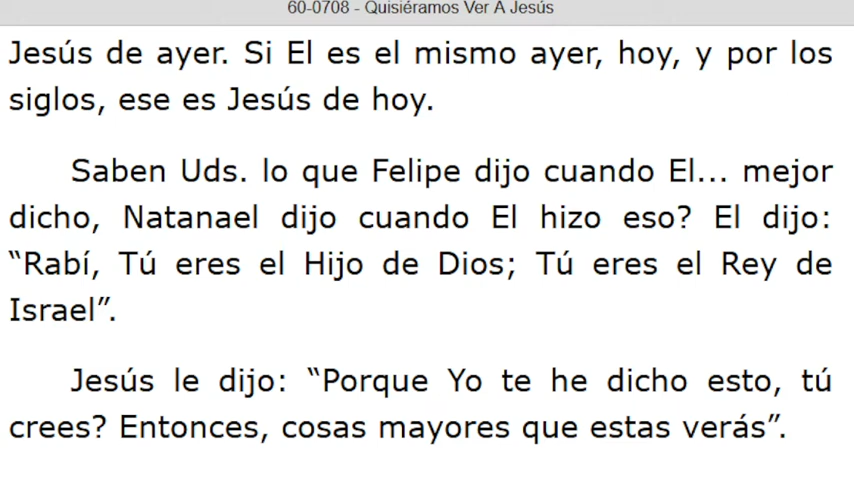 60-0708 - Quisiéramos Ver A Jesús
Jesús de ayer. Si El es el mismo ayer, hoy, y por los
siglos, ese es Jesús de hoy.
Saben Uds. lo que Felipe dijo cuando El... mejor
dicho, Natanael dijo cuando El hizo eso? El dijo:
“Rabí, Tú eres el Hijo de Dios; Tú eres el Rey de
Israel”.
Jesús le dijo: “Porque Yo te he dicho esto, tú
crees? Entonces, cosas mayores que estas verás”.